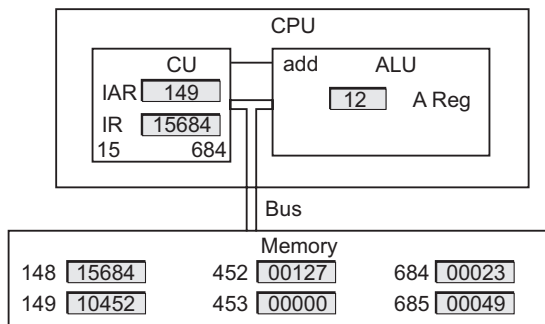 CPU
CU add ALU
IAR 149 12 A Reg
IR 15684
15 684
Bus
Memory
148 15684 452 00127 684 00023
149 10452 453 00000 685 00049